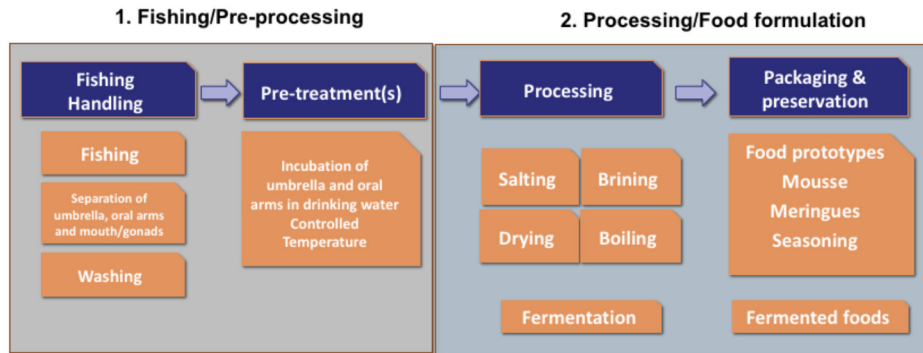 1. Fishing/Pre-processing
2. Processing/Food formulation
Fishing
Handling
Pre-treatment(s)
Processing
Packaging &
preservation
Fishing
Separation of
umbrella, oral arms
and mouth/gonads
Washing
Incubation of
umbrella and oral
arms in drinking water
Controlled
Temperature
Salting
Brining
Drying
Boiling
Fermentation
Food prototypes
Mousse
Meringues
Seasoning
Fermented foods